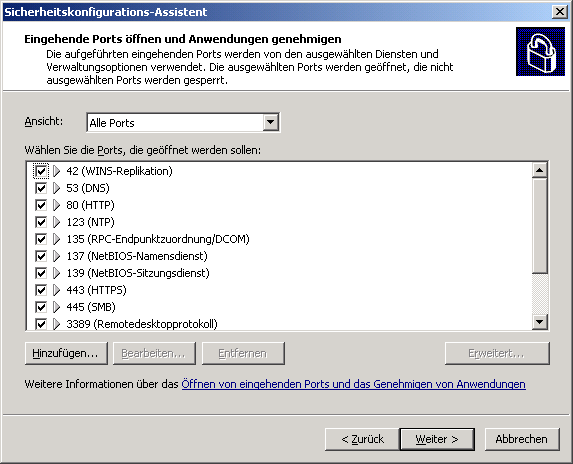 Sicherheitskonfigurations-Assistent
Eingehende Ports öffnen und Anwendungen genehmigen
Die aufgeführten eingehenden Ports werden von den ausgewählten Diensten und
Verwaltungsoptionen verwendet. Die ausgewählten Ports werden geöffnet, die nicht
ausgewählten Ports werden gesperrt.
Ansicht: Alle Ports
Wählen Sie die Ports, die geöffnet werden sollen:
42 (WINS-Replikation)
53 (DNS)
80 (HTTP)
123 (NTP)
135 (RPC-Endpunktzuordnung/DCOM)
137 (NetBIOS-Namensdienst)
139 (NetBIOS-Sitzungsdienst)
443 (HTTPS)
445 (SMB)
3389 (Remotedesktopprotokoll)
Hinzufügen... Bearbeiten... Entfernen Erweitert...
Weitere Informationen über das Öffnen von eingehenden Ports und das Genehmigen von Anwendungen
< Zurück Weiter > Abbrechen